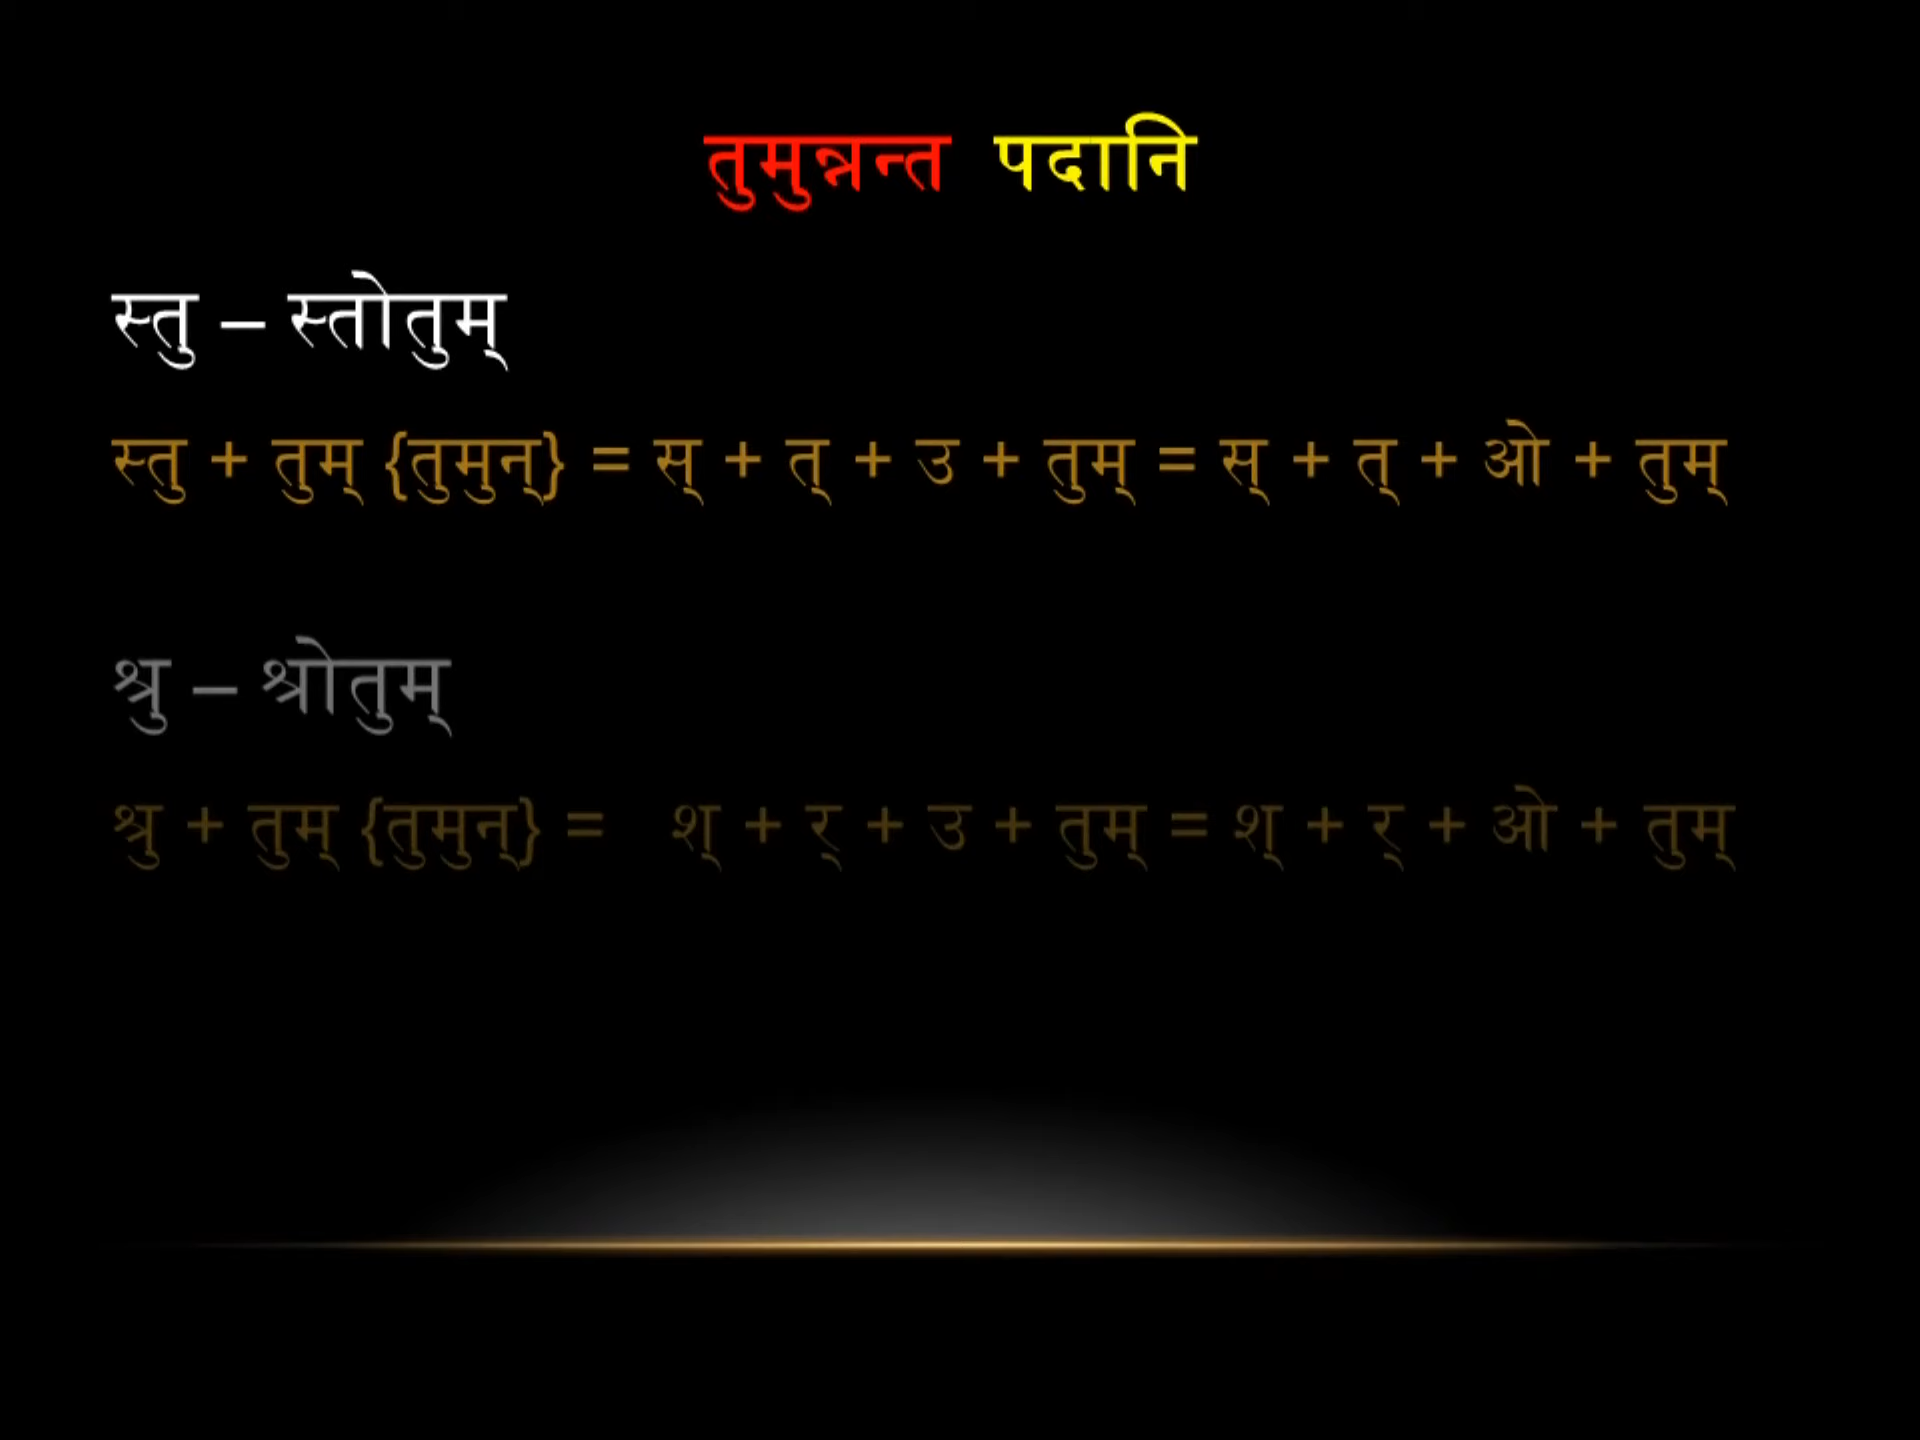 तुमुन्नन्त पदानि
स्तु – स्तोतुम्
स्तु + तुम् {तुमुन्} = स् + त् + उ + तुम् = स् + त् + ओ + तुम्
श्रु – श्रोतुम्
श्रु + तुम् {तुमुन्} = श् + र् + उ + तुम् = श् + र् + ओ + तुम्